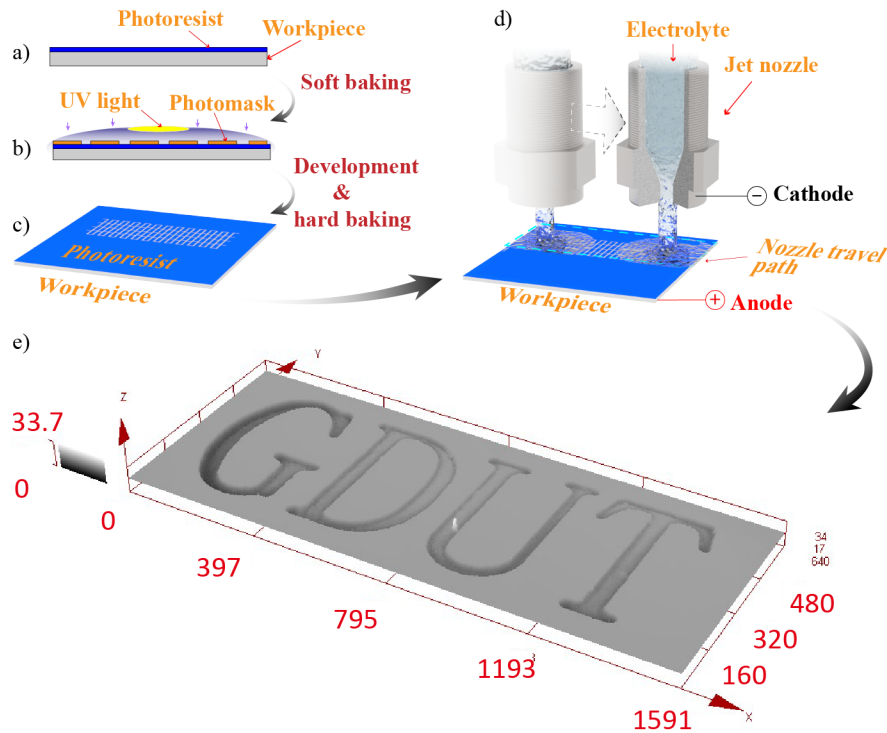 a)
Photoresist
Workpiece
Soft baking
UV light
Photomask
b)
Development
&
hard baking
c)
Photoresist
Workpiece
d)
Electrolyte
Jet nozzle
− Cathode
Nozzle travel
path
Workpiece
+ Anode
e)
Y
Z
33.7
0
GDUT
0
397
795
1193
1591
X
34
17
640
480
320
160